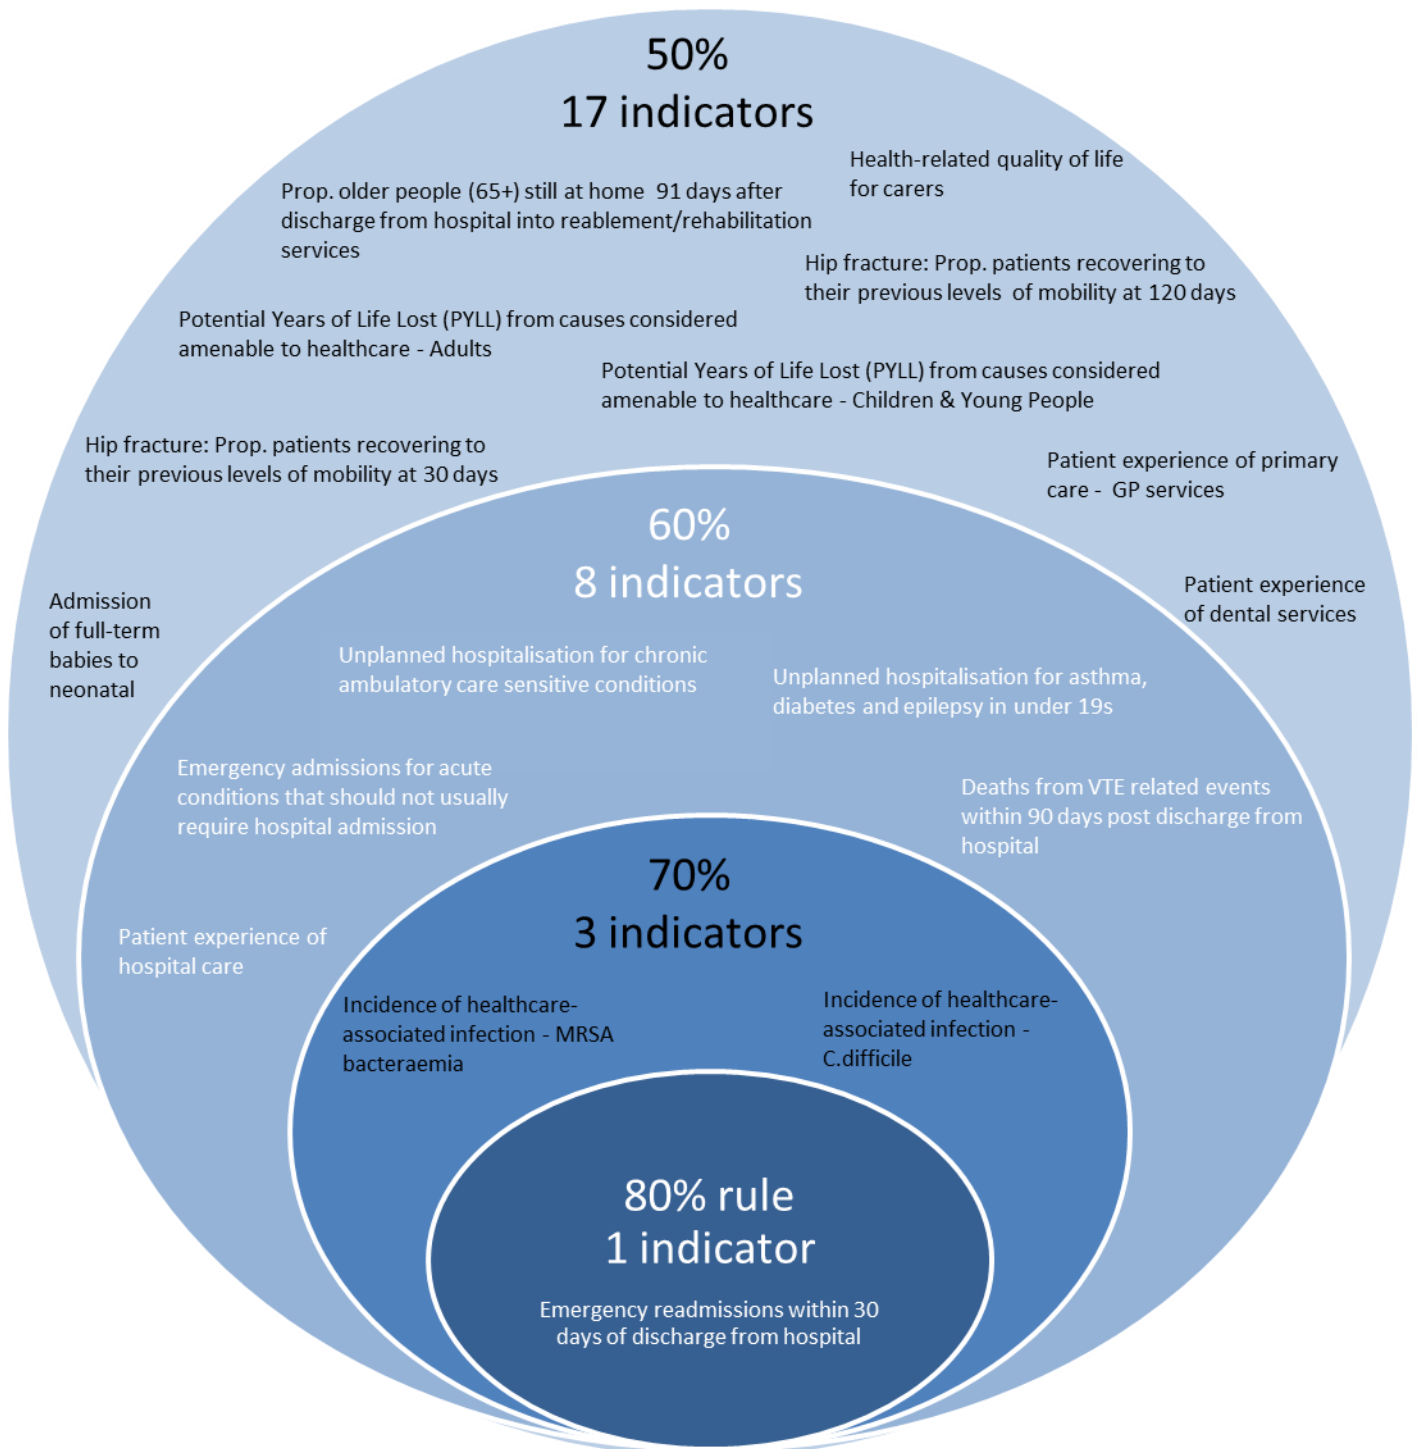 50%
17 indicators
Health-related quality of life
for carers
Prop. older people (65+) still at home 91 days after
discharge from hospital into reablement/rehabilitation
services
Hip fracture: Prop. patients recovering to
their previous levels of mobility at 120 days
Potential Years of Life Lost (PYLL) from causes considered
amenable to healthcare - Adults
Potential Years of Life Lost (PYLL) from causes considered
amenable to healthcare - Children & Young People
Hip fracture: Prop. patients recovering to
their previous levels of mobility at 30 days
Patient experience of primary
care - GP services
60%
8 indicators
Admission
of full-term
babies to
neonatal
Patient experience
of dental services
Unplanned hospitalisation for chronic
ambulatory care sensitive conditions
Unplanned hospitalisation for asthma,
diabetes and epilepsy in under 19s
Emergency admissions for acute
conditions that should not usually
require hospital admission
Deaths from VTE related events
within 90 days post discharge from
hospital
70%
3 indicators
Patient experience of
hospital care
Incidence of healthcare-
associated infection - MRSA
bacteraemia
Incidence of healthcare-
associated infection -
C.difficile
80% rule
1 indicator
Emergency readmissions within 30
days of discharge from hospital